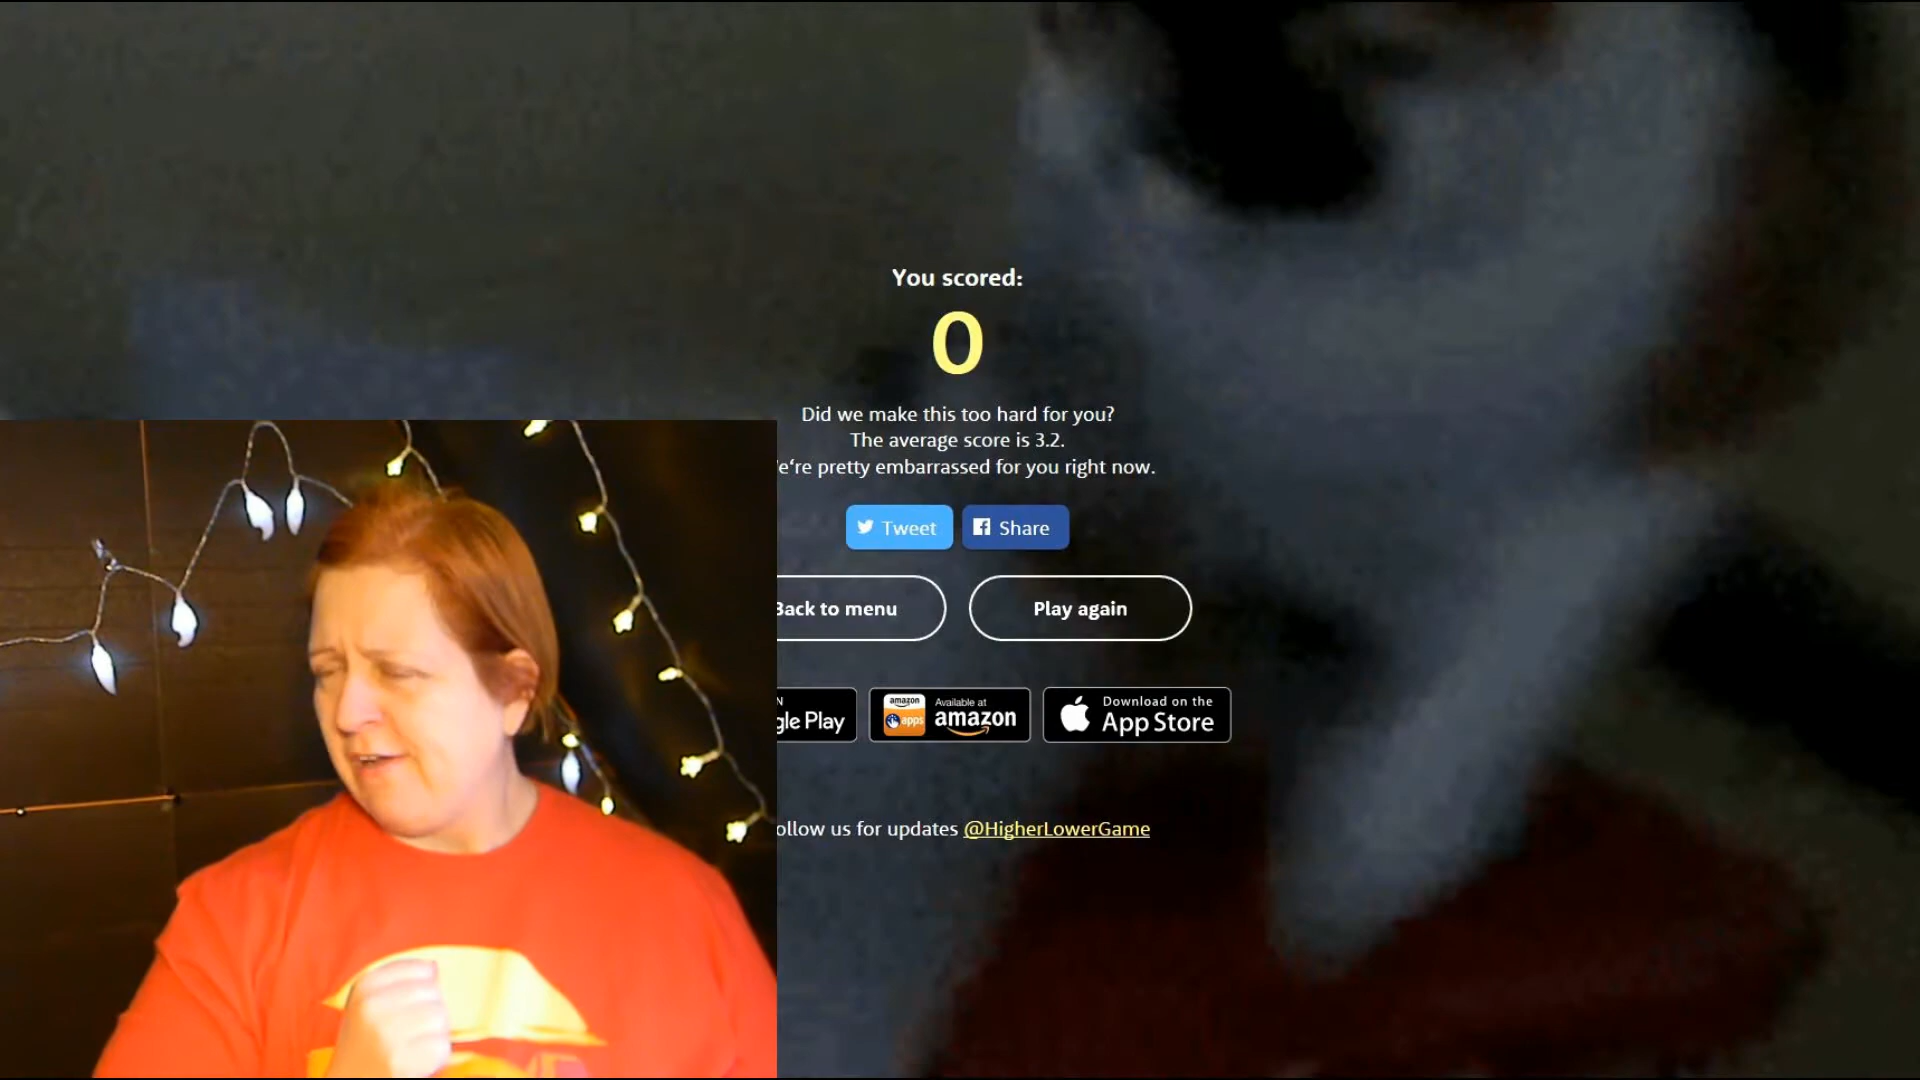 You scored:
0
Did we make this too hard for you?
The average score is 3.2.
e're pretty embarrassed for you right now.
Tweet
Share
Back to menu
Play again
N
gle Play
amazon
apps
Available at
amazon
Download on the
App Store
ollow us for updates @HigherLowerGame